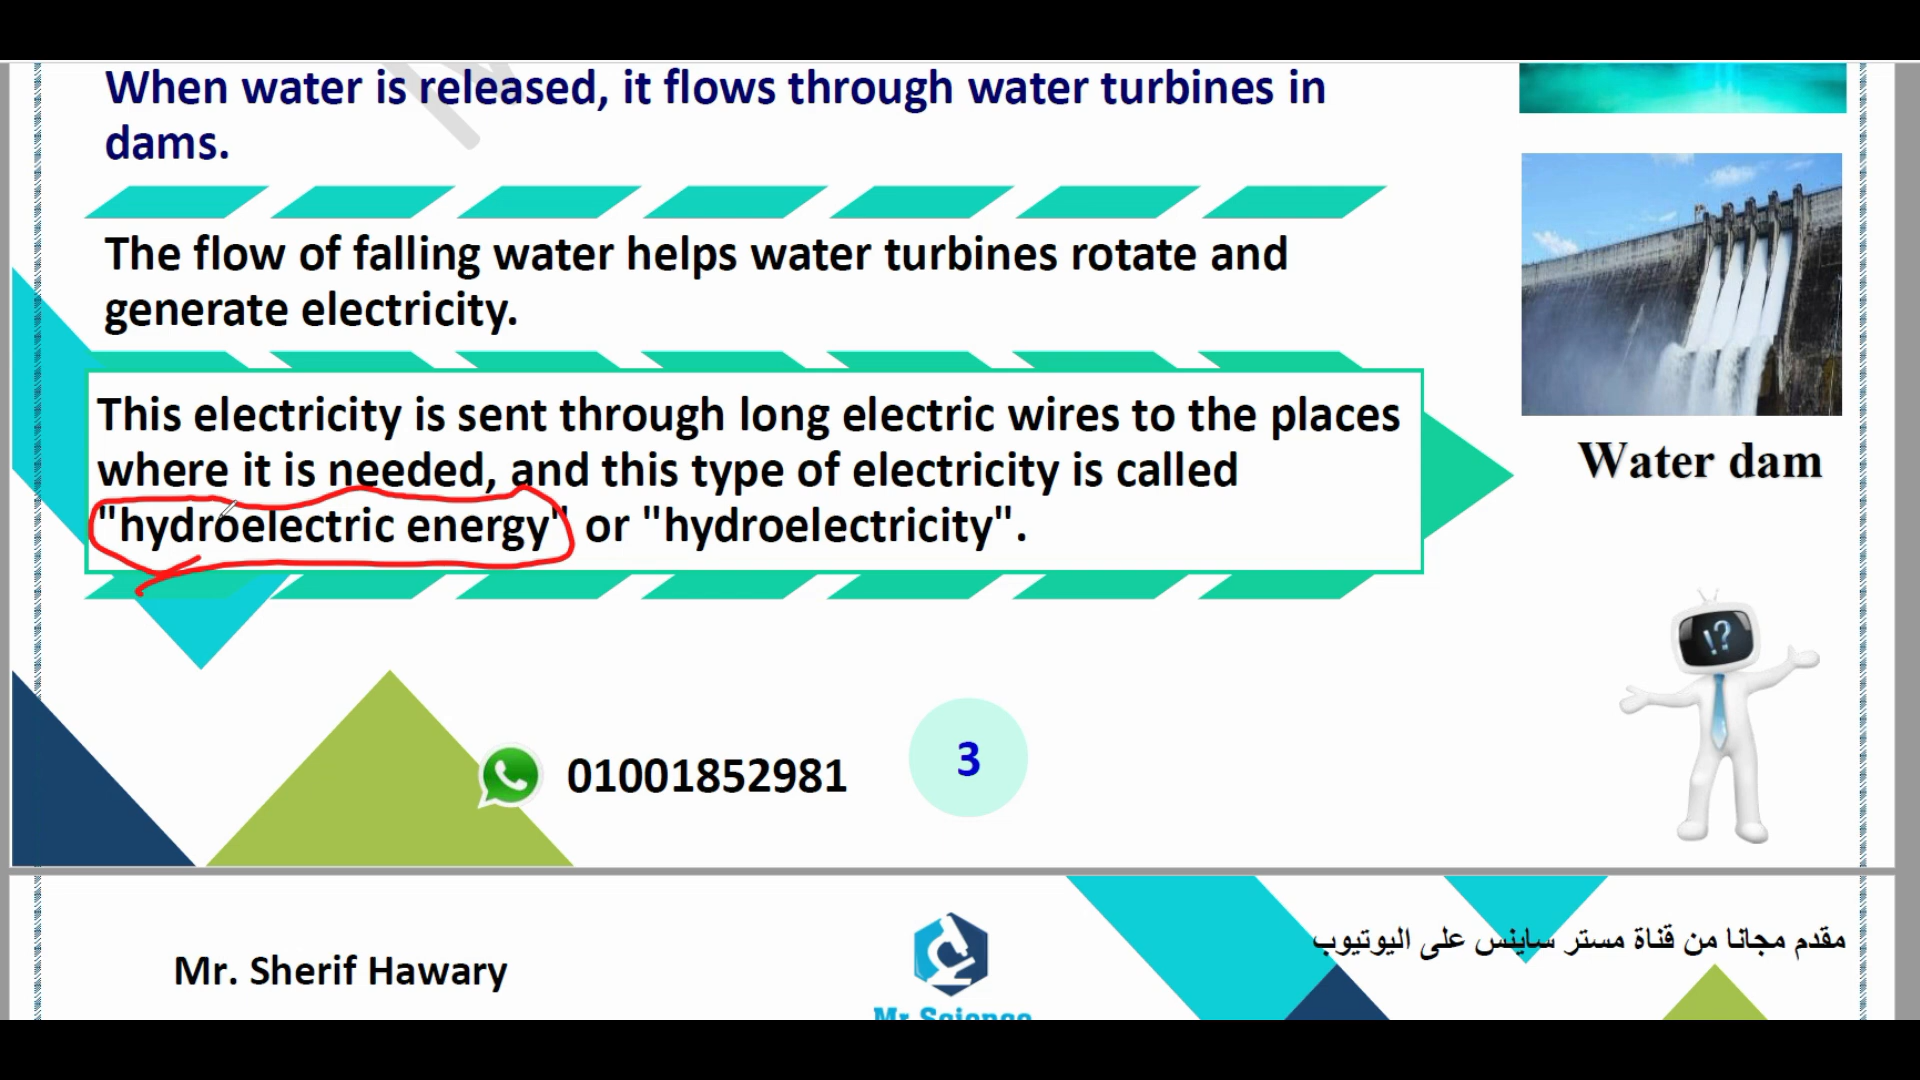 When water is released, it flows through water turbines in
dams.
The flow of falling water helps water turbines rotate and
generate electricity.
This electricity is sent through long electric wires to the places
where it is needed, and this type of electricity is called
"hydroelectric energy" or "hydroelectricity".
Water dam
!?
01001852981
3
Mr. Sherif Hawary
مقدم مجانا من قناة مستر ساينس على اليوتيوب
Mr Science